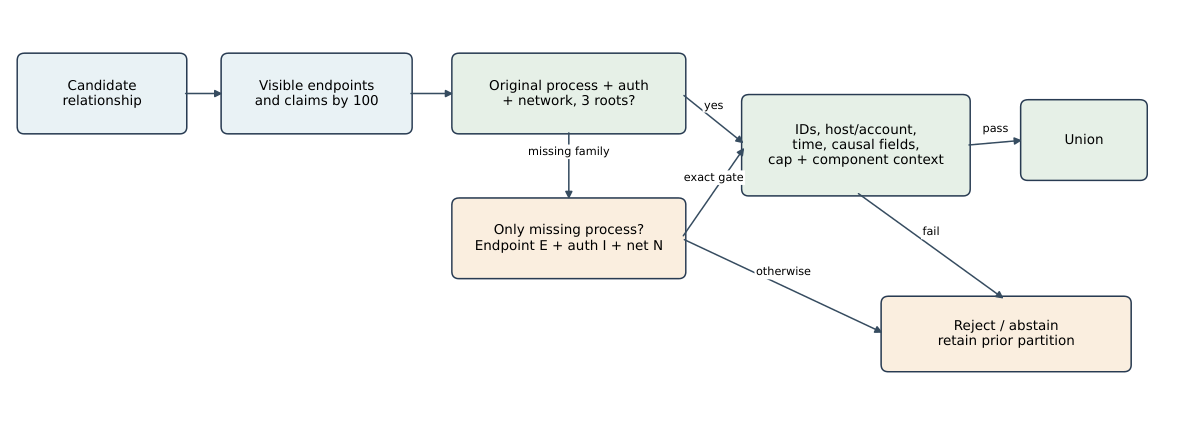 Candidate
relationship
Visible endpoints
and claims by 100
Original process + auth
+ network, 3 roots?
yes
missing family
IDs, host/account,
time, causal fields,
cap + component context
pass
Union
exact gate
Only missing process?
Endpoint E + auth I + net N
fail
otherwise
Reject / abstain
retain prior partition